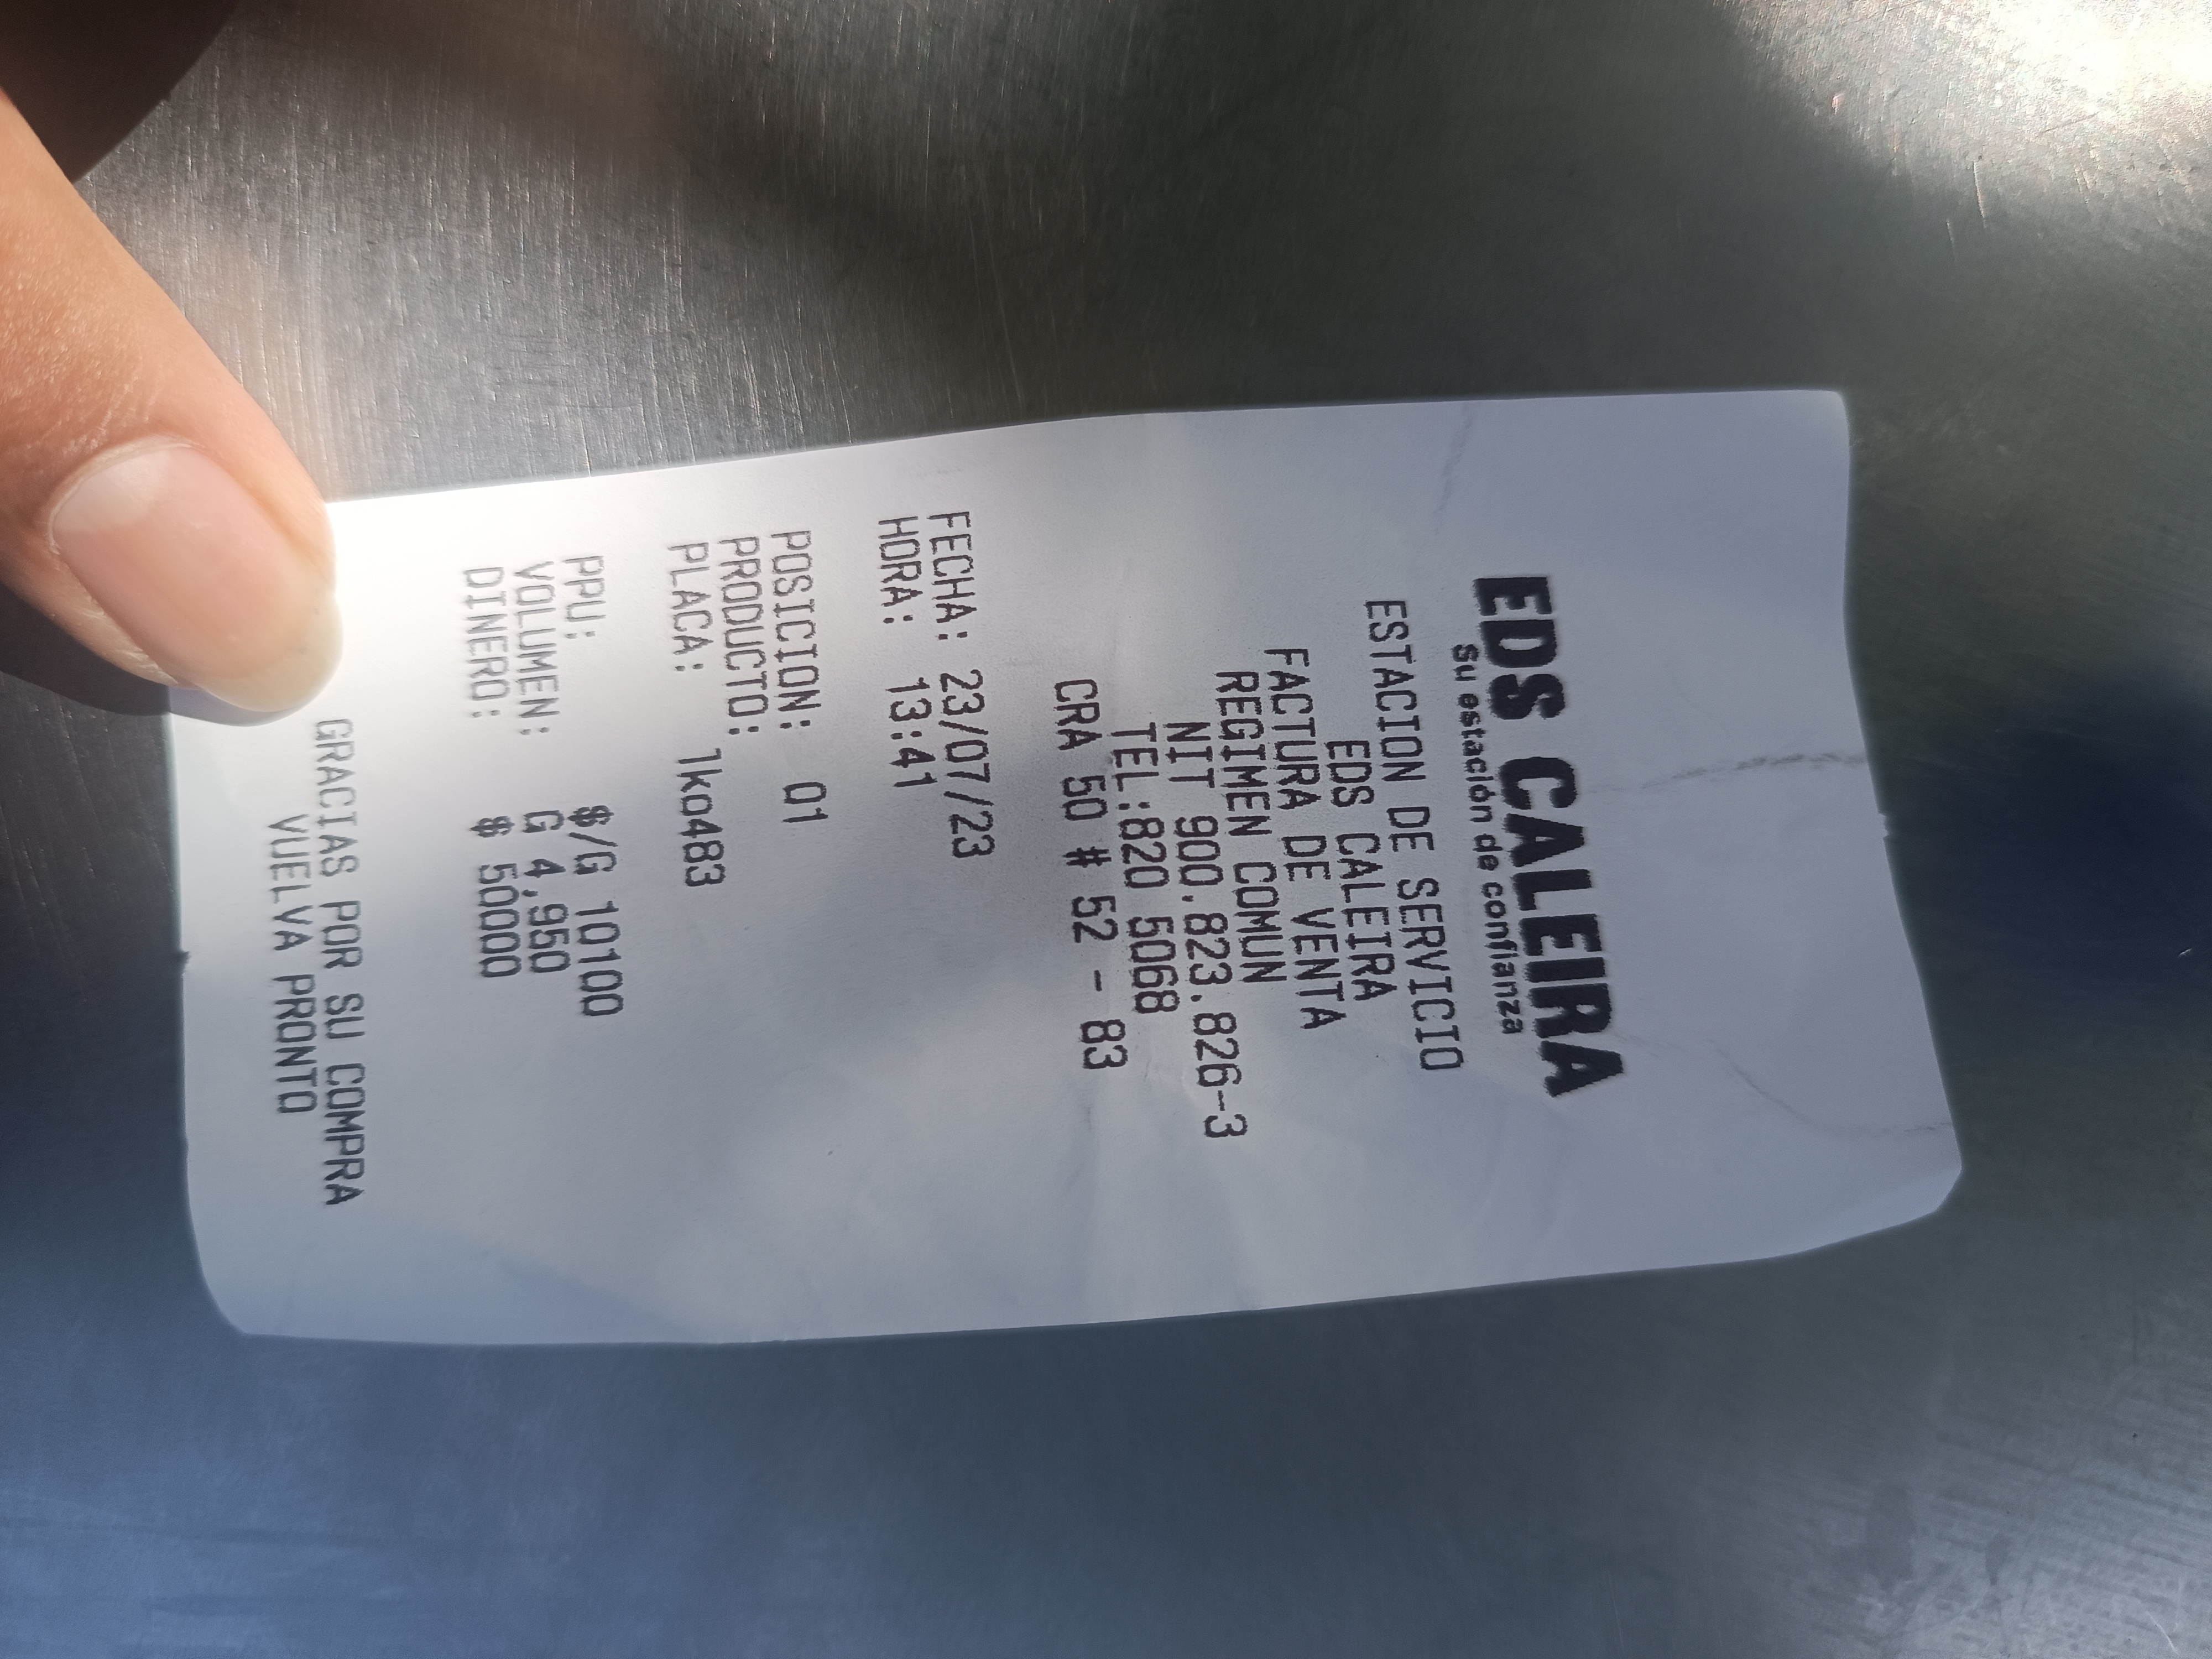 EDS CALEIRA
Su estación de confianza
ESTACION DE SERVICIO
EDS CALEIRA
FACTURA DE VENTA
REGIMEN COMUN
NIT 900.823.826-3
TEL:820 5068
CRA 50 # 52 - 83
FECHA: 23/07/23
HORA: 13:41
POSICION: 01
PRODUCTO:
PLACA: lko483
PPU: $/G 10100
VOLUMEN: G 4,950
DINERO: $ 50000
GRACIAS POR SU COMPRA
VUELVA PRONTO